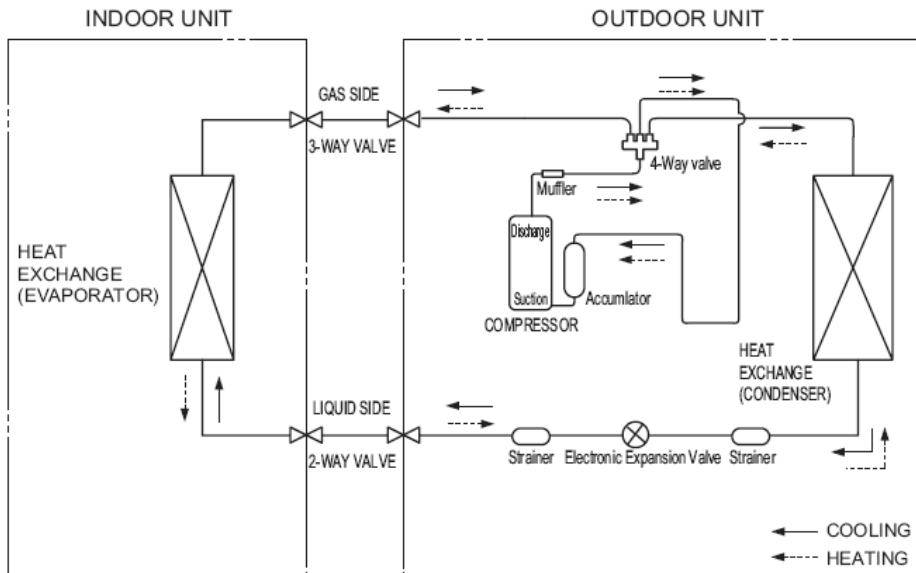 INDOOR UNIT
OUTDOOR UNIT
GAS SIDE
3-WAY VALVE
4-Way valve
Muffler
Discharge
Suction
Accumlator
COMPRESSOR
HEAT
EXCHANGE
(EVAPORATOR)
HEAT
EXCHANGE
(CONDENSER)
LIQUID SIDE
2-WAY VALVE
Strainer
Electronic Expansion Valve
Strainer
COOLING
HEATING